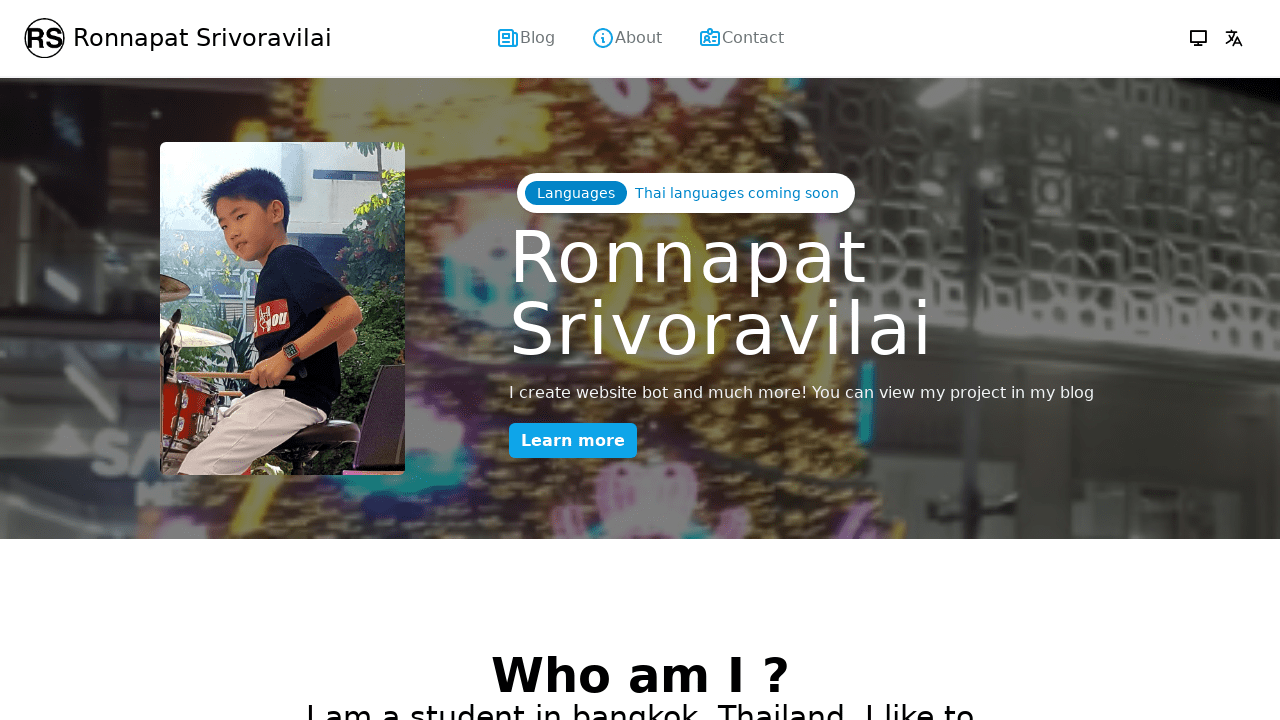 RS Ronnapat Srivoravilai
Blog
About
Contact
Languages Thai languages coming soon
Ronnapat
Srivoravilai
I create website bot and much more! You can view my project in my blog
Learn more
Who am I ?
I am a student in bangkok, Thailand. I like to